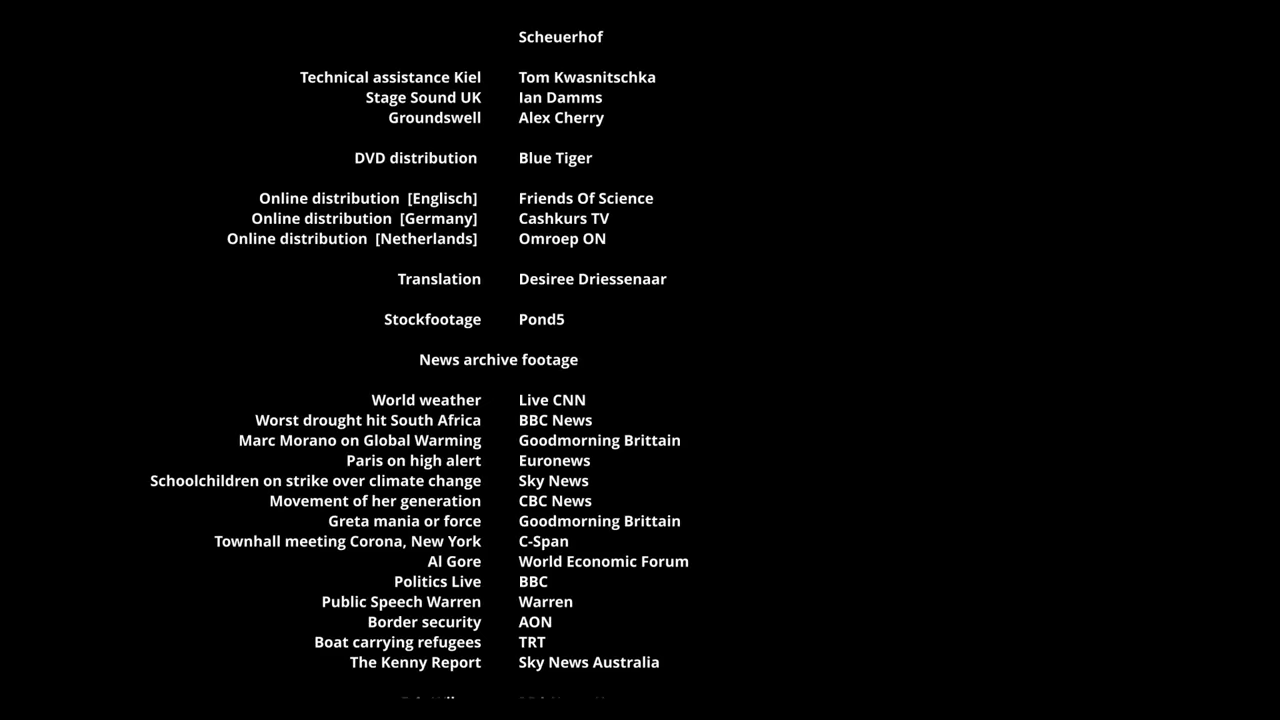 Scheuerhof
Technical assistance Kiel Tom Kwasnitschka
Stage Sound UK Ian Damms
Groundswell Alex Cherry
DVD distribution Blue Tiger
Online distribution [Englisch] Friends Of Science
Online distribution [Germany] Cashkurs TV
Online distribution [Netherlands] Omroep ON
Translation Desiree Driessenaar
Stockfootage Pond5
News archive footage
World weather Live CNN
Worst drought hit South Africa BBC News
Marc Morano on Global Warming Goodmorning Brittain
Paris on high alert Euronews
Schoolchildren on strike over climate change Sky News
Movement of her generation CBC News
Greta mania or force Goodmorning Brittain
Townhall meeting Corona, New York C-Span
Al Gore World Economic Forum
Politics Live BBC
Public Speech Warren Warren
Border security AON
Boat carrying refugees TRT
The Kenny Report Sky News Australia